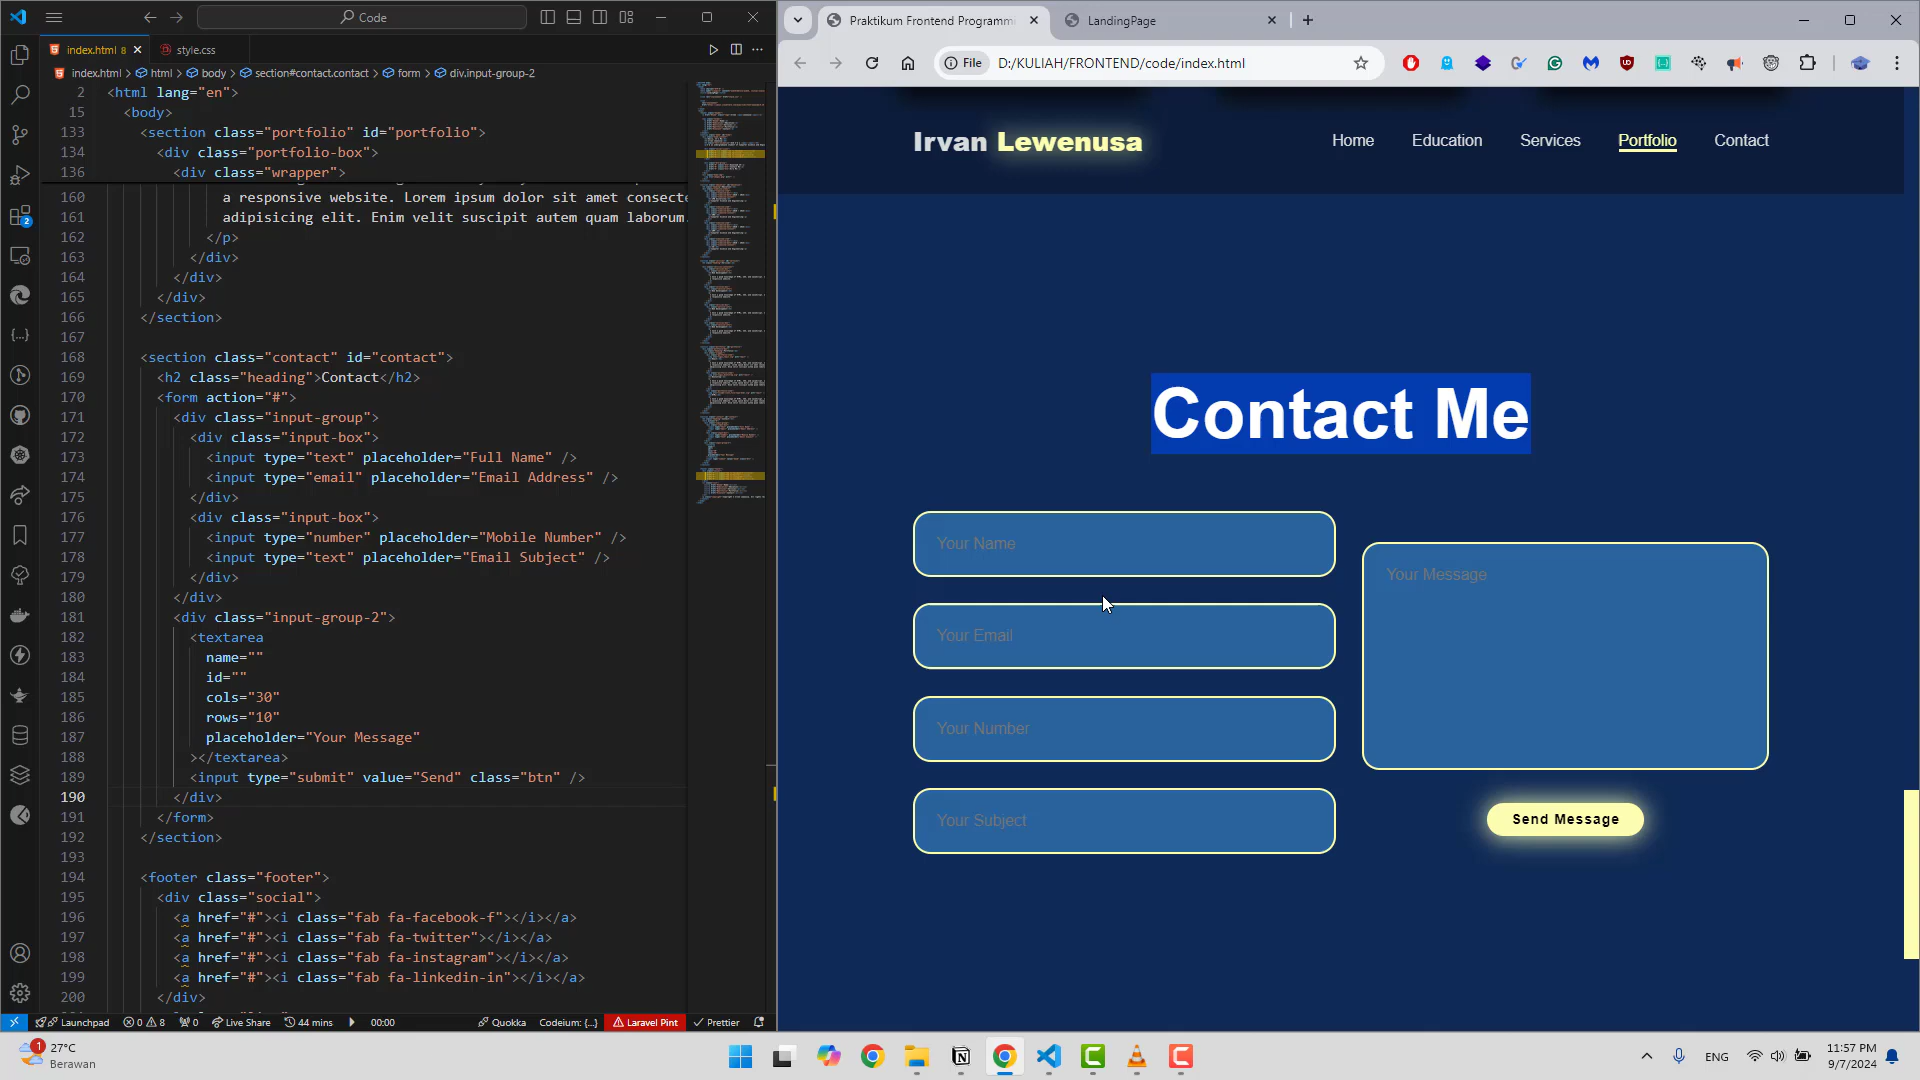 Code
index.html 8
style.css
index.html > html > body > section#contact.contact > form > div.input-group-2
2 <html lang="en">
15 <body>
133 <section class="portfolio" id="portfolio">
134 <div class="portfolio-box">
136 <div class="wrapper">
160 a responsive website. Lorem ipsum dolor sit amet consecte
161 adipisicing elit. Enim velit suscipit autem quam laborum.
162 </p>
163 </div>
164 </div>
165 </div>
166 </section>
167
168 <section class="contact" id="contact">
169 <h2 class="heading">Contact</h2>
170 <form action="#">
171 <div class="input-group">
172 <div class="input-box">
173 <input type="text" placeholder="Full Name" />
174 <input type="email" placeholder="Email Address" />
175 </div>
176 <div class="input-box">
177 <input type="number" placeholder="Mobile Number" />
178 <input type="text" placeholder="Email Subject" />
179 </div>
180 </div>
181 <div class="input-group-2">
182 <textarea
183 name=""
184 id=""
185 cols="30"
186 rows="10"
187 placeholder="Your Message"
188 ></textarea>
189 <input type="submit" value="Send" class="btn" />
190 </div>
191 </form>
192 </section>
193
194 <footer class="footer">
195 <div class="social">
196 <a href="#"><i class="fab fa-facebook-f"></i></a>
197 <a href="#"><i class="fab fa-twitter"></i></a>
198 <a href="#"><i class="fab fa-instagram"></i></a>
199 <a href="#"><i class="fab fa-linkedin-in"></i></a>
200 </div>
2
Launchpad 0 8 0 Live Share 44 mins 00:00 Quokka Codeium: {...} Laravel Pint Prettier
Praktikum Frontend Programm
LandingPage
File D:/KULIAH/FRONTEND/code/index.html
Irvan Lewenusa
Home Education Services Portfolio Contact
Contact Me
Your Name
Your Email
Your Number
Your Subject
Your Message
Send Message
1
27°C
Berawan
ENG
11:57 PM
9/7/2024